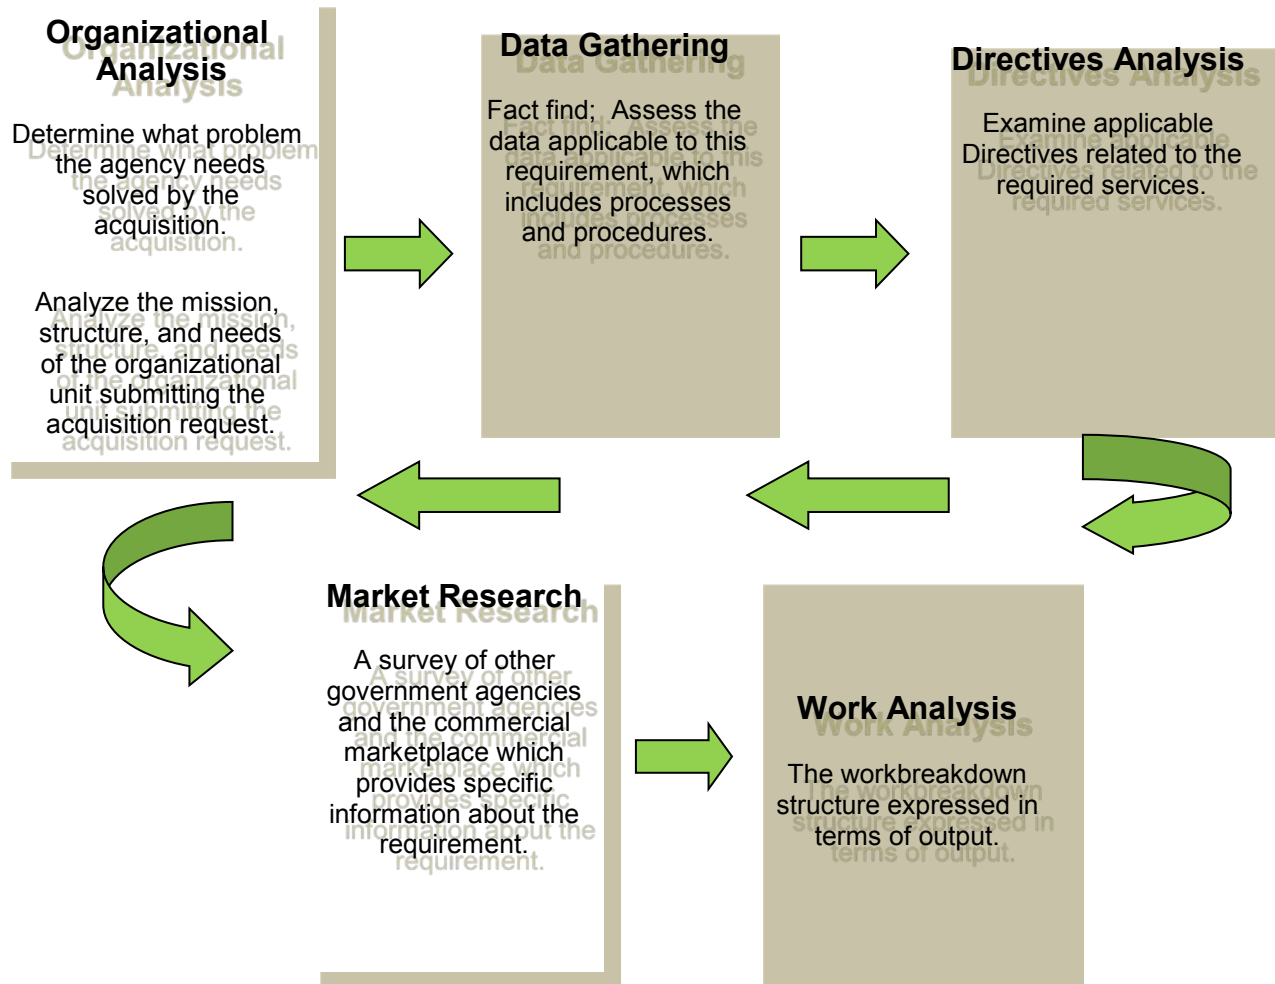 Organizational
Analysis
Determine what problem
the agency needs
solved by the
acquisition.
Analyze the mission,
structure, and needs
of the organizational
unit submitting the
acquisition request.
Data Gathering
Fact find;  Assess the
data applicable to this
requirement, which
includes processes
and procedures.
Directives Analysis
Examine applicable
Directives related to the
required services.
Market Research
A survey of other
government agencies
and the commercial
marketplace which
provides specific
information about the
requirement.
Work Analysis
The workbreakdown
structure expressed in
terms of output.